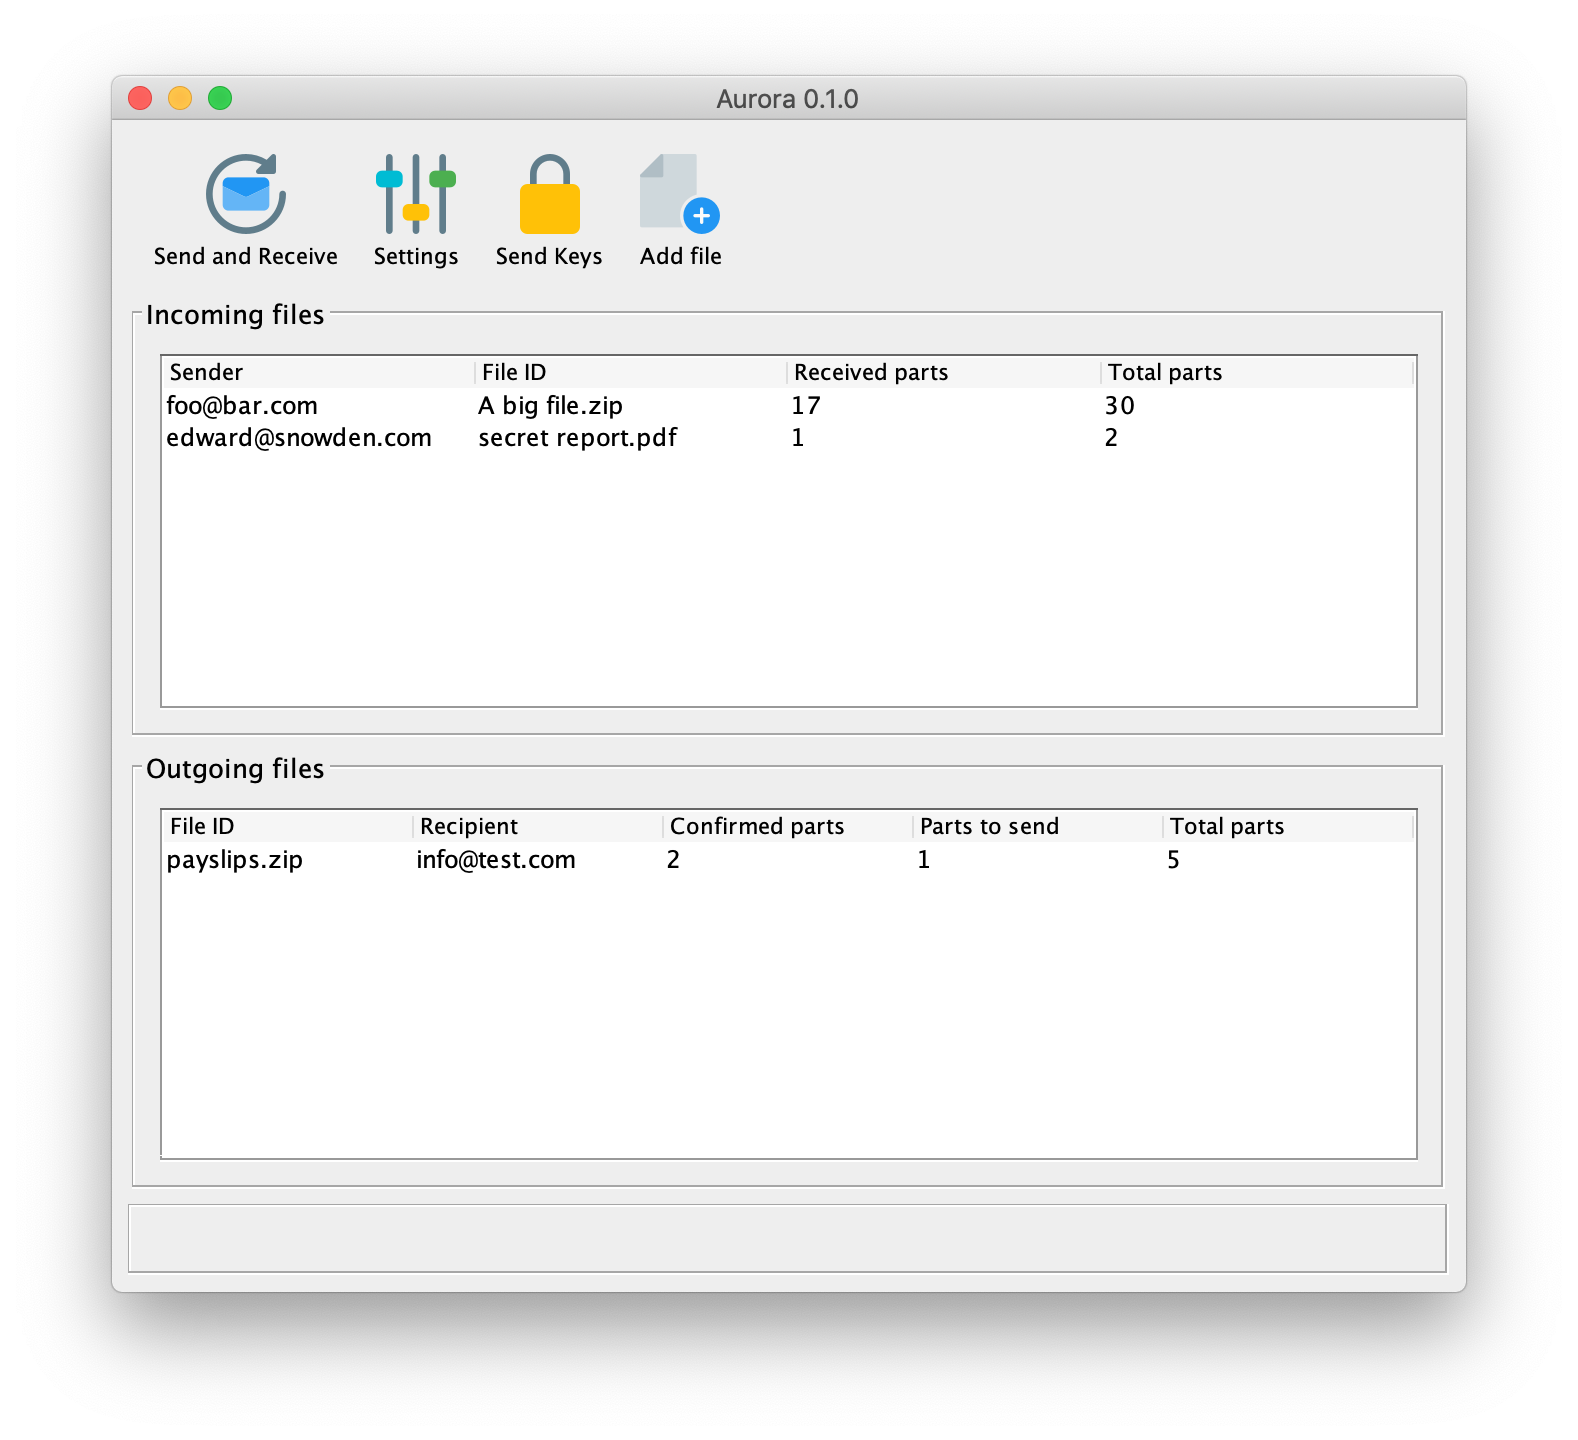 Aurora 0.1.0
Send and Receive Settings Send Keys Add file
Incoming files
Sender File ID Received parts Total parts
foo@bar.com A big file.zip 17 30
edward@snowden.com secret report.pdf 1 2
Outgoing files
File ID Recipient Confirmed parts Parts to send Total parts
payslips.zip info@test.com 2 1 5